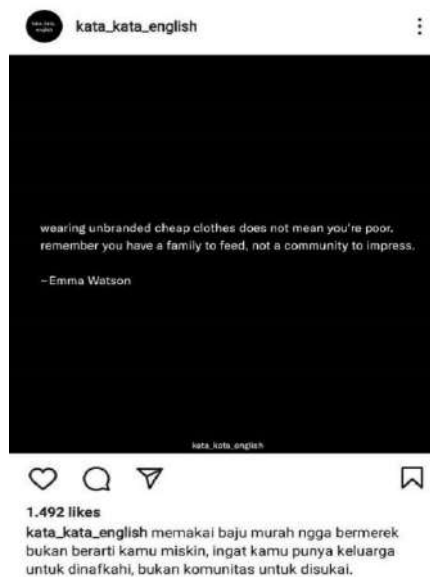 kata_kata_english
wearing unbranded cheap clothes does not mean you're poor.
remember you have a family to feed, not a community to impress.
~Emma Watson
kata_kata_english
1.492 likes
kata_kata_english memakai baju murah ngga bermerek
bukan berarti kamu miskin, ingat kamu punya keluarga
untuk dinafkahi, bukan komunitas untuk disukai.